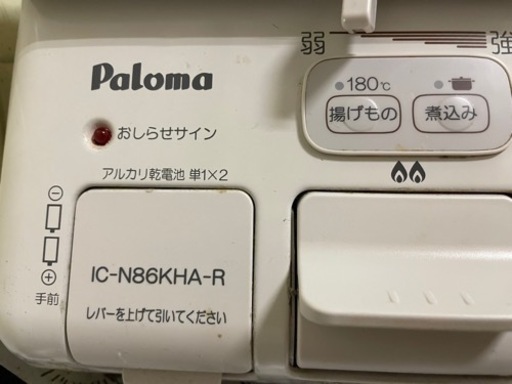 Paloma
おしらせサイン
アルカリ乾電池 単1×2
⊖
⊕
手前
IC-N86KHA-R
レバーを上げて引いてください
弱 強
180℃
揚げもの 煮込み